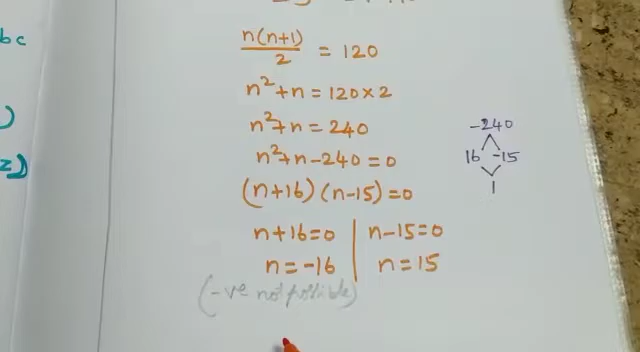 bc
n(n+1)/2 = 120
n²+n = 120×2
n²+n = 240
n²+n-240=0
-240
16 -15
1
z)
(n+16) (n-15)=0
n+16=0 | n-15=0
n=-16 | n=15
(-ve not possible)